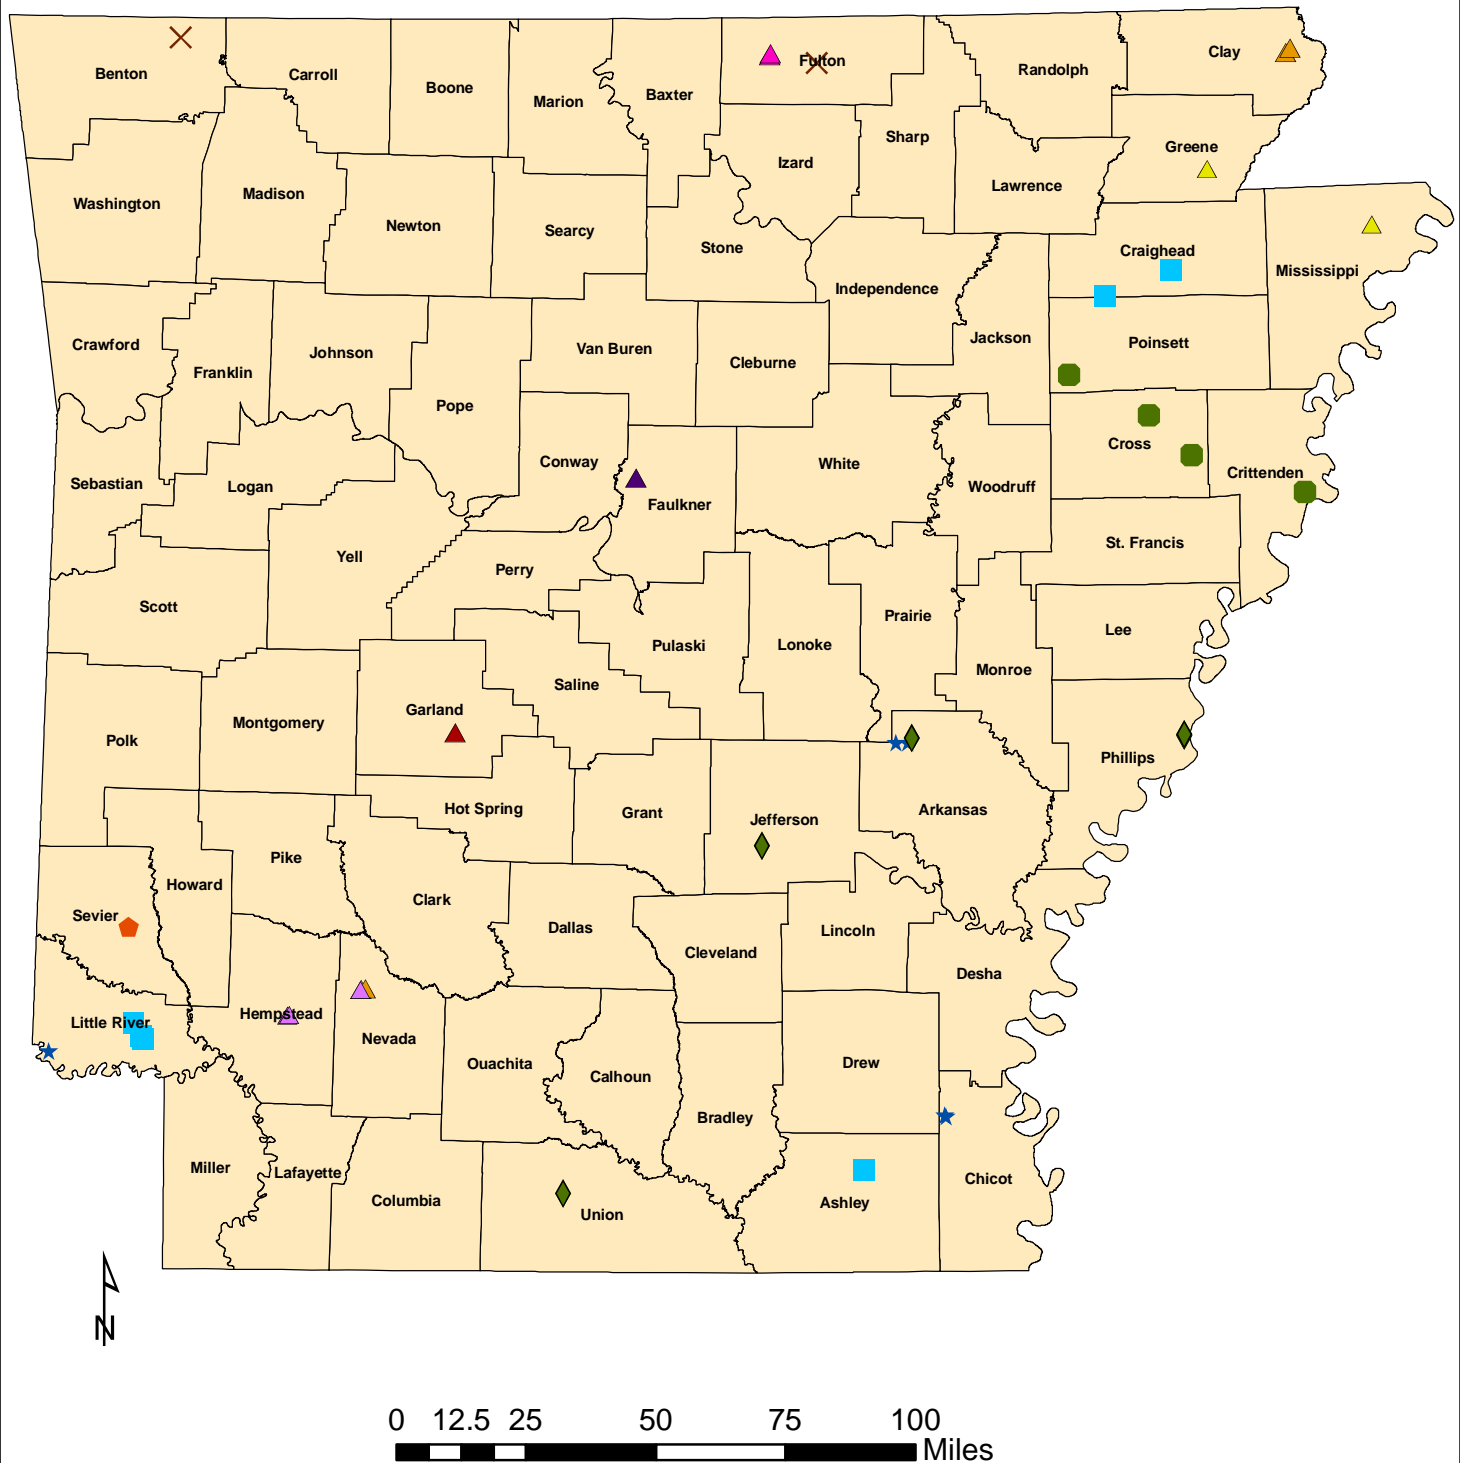 Benton
Carroll
Boone
Marion
Baxter
Fulton
Randolph
Clay
Sharp
Izard
Greene
Lawrence
Washington
Madison
Newton
Searcy
Stone
Craighead
Mississippi
Independence
Crawford
Franklin
Johnson
Van Buren
Cleburne
Jackson
Poinsett
Pope
Cross
Sebastian
Logan
Conway
Faulkner
White
Woodruff
Crittenden
St. Francis
Yell
Perry
Scott
Prairie
Lee
Pulaski
Lonoke
Monroe
Saline
Garland
Montgomery
Polk
Phillips
Hot Spring
Grant
Jefferson
Arkansas
Pike
Howard
Clark
Sevier
Dallas
Lincoln
Cleveland
Desha
Little River
Hempstead
Nevada
Ouachita
Calhoun
Drew
Bradley
Miller
Lafayette
Columbia
Union
Ashley
Chicot
N
0 12.5 25 50 75 100
Miles